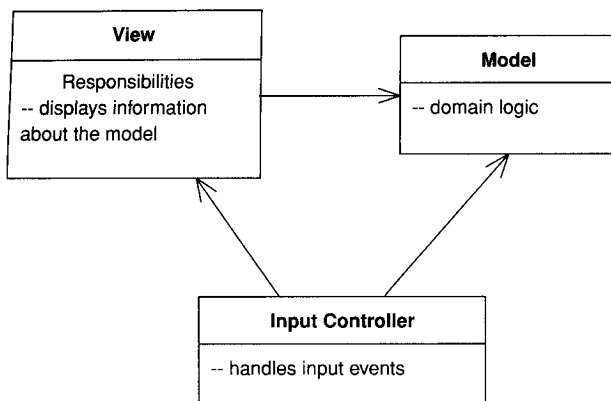 View
Responsibilities
-- displays information
about the model
Model
-- domain logic
Input Controller
-- handles input events